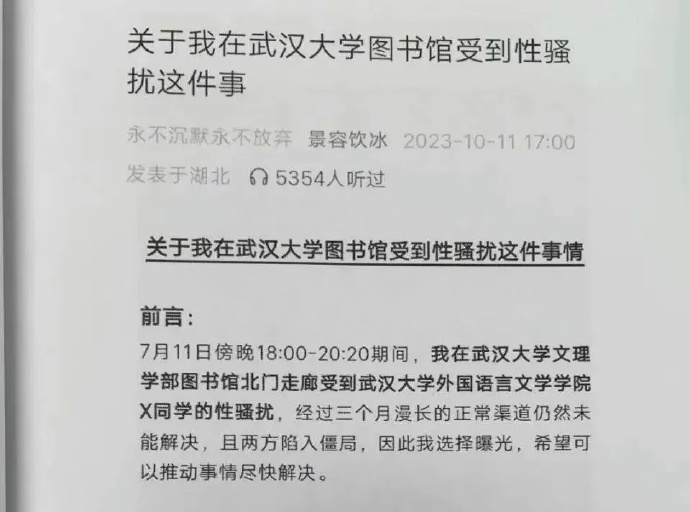 关于我在武汉大学图书馆受到性骚
扰这件事
永不沉默永不放弃 景容饮冰 2023-10-11 17:00
发表于湖北 5354人听过
关于我在武汉大学图书馆受到性骚扰这件事情
前言：
7月11日傍晚18:00-20:20期间，我在武汉大学文理
学部图书馆北门走廊受到武汉大学外国语言文学学院
X同学的性骚扰，经过三个月漫长的正常渠道仍然未
能解决，且两方陷入僵局，因此我选择曝光，希望可
以推动事情尽快解决。